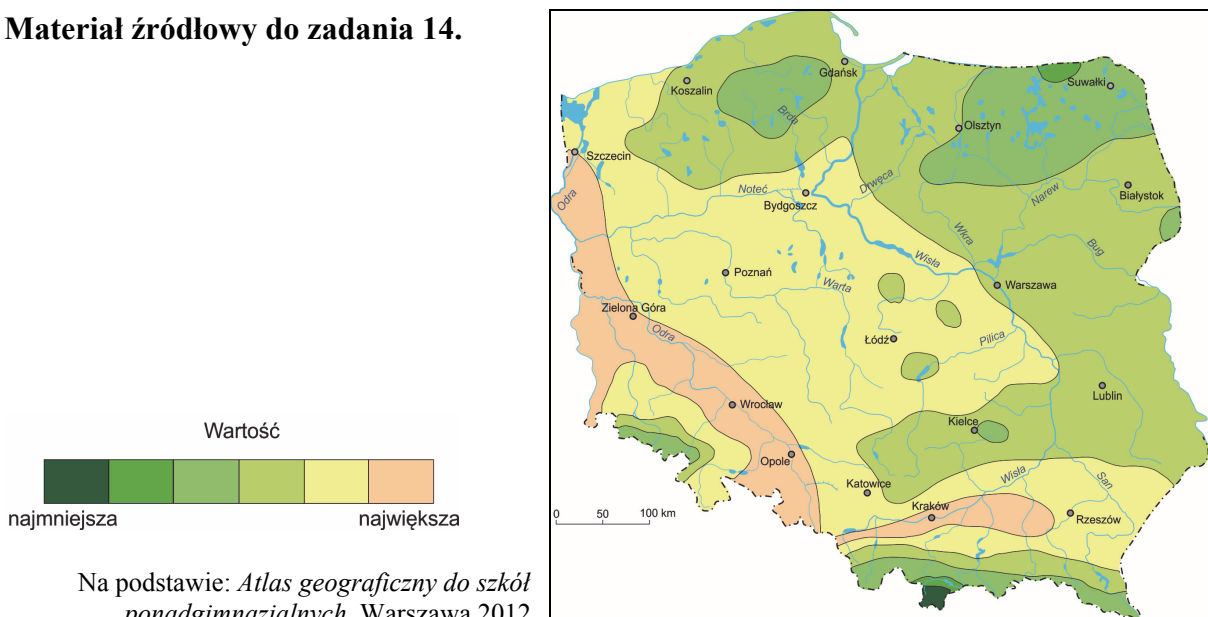 Materiał źródłowy do zadania 14.
Gdańsk
Koszalin
Suwałki
Brda
Olsztyn
Szczecin
Odra
Noteć
Bydgoszcz
Drwęca
Narew
Białystok
Wkra
Bug
Wisła
Poznań
Warta
Warszawa
Zielona Góra
Odra
Łódź
Pilica
Lublin
Wrocław
Kielce
Opole
Katowice
Wisła
San
Kraków
Rzeszów
0 50 100 km
Wartość
najmniejsza największa
Na podstawie: Atlas geograficzny do szkół
ponadgimnazjalnych, Warszawa 2012